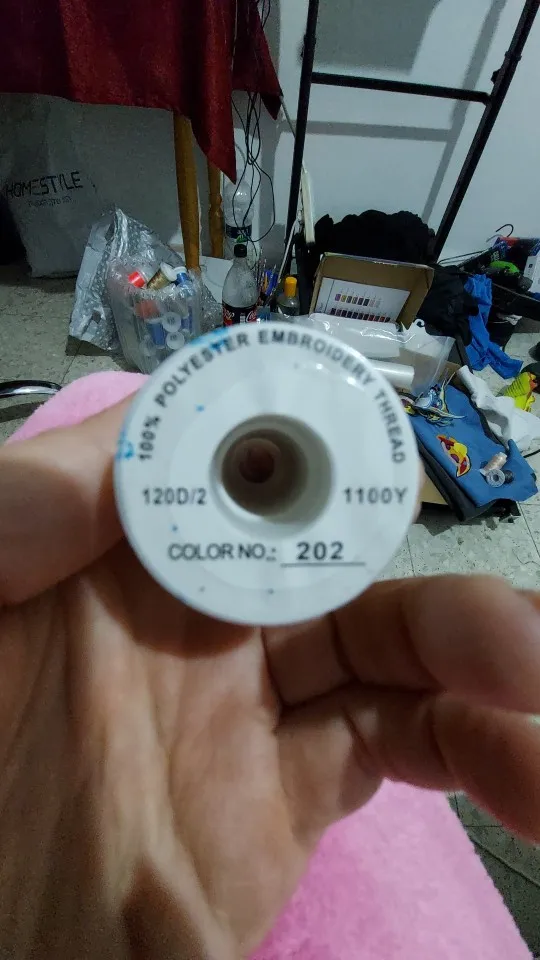 HOMESTYLE
100% POLYESTER EMBROIDERY THREAD
120D/2
1100Y
COLOR NO.: 202